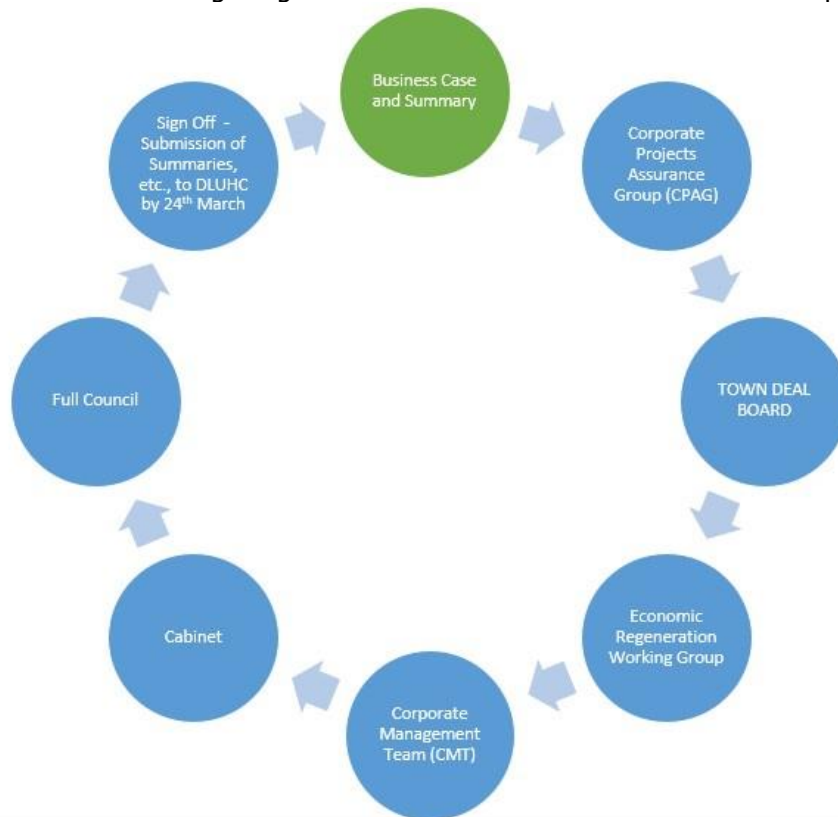 Business Case
and Summary
Corporate
Projects
Assurance
Group (CPAG)
TOWN DEAL
BOARD
Economic
Regeneration
Working Group
Corporate
Management
Team (CMT)
Cabinet
Full Council
Sign Off -
Submission of
Summaries,
etc., to DLUHC
by 24th March